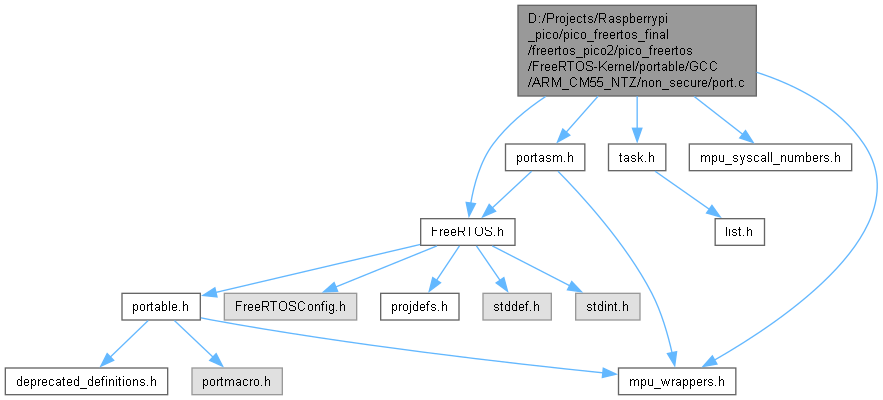 D:/Projects/Raspberrypi
_pico/pico_freertos_final
/freertos_pico2/pico_freertos
/FreeRTOS-Kernel/portable/GCC
/ARM_CM55_NTZ/non_secure/port.c
portasm.h
task.h
mpu_syscall_numbers.h
FreeRTOS.h
list.h
portable.h
FreeRTOSConfig.h
projdefs.h
stddef.h
stdint.h
deprecated_definitions.h
portmacro.h
mpu_wrappers.h